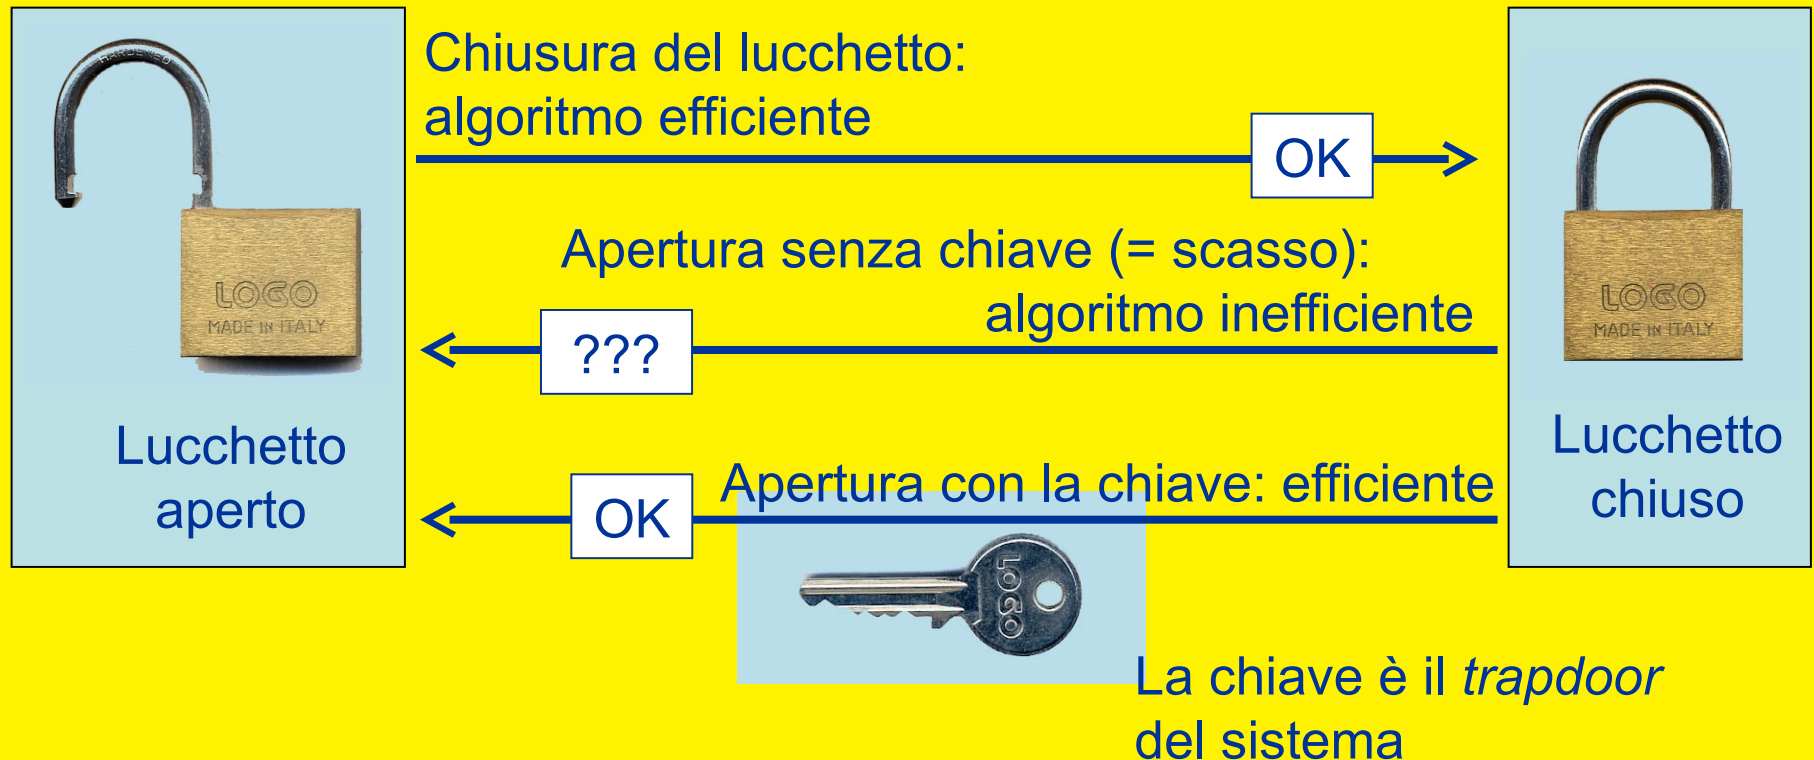 HARDENED
LOGO
MADE IN ITALY
Lucchetto
aperto
Chiusura del lucchetto:
algoritmo efficiente
OK
Apertura senza chiave (= scasso):
algoritmo inefficiente
???
Apertura con la chiave: efficiente
OK
LOGO
La chiave è il trapdoor
del sistema
LOGO
MADE IN ITALY
Lucchetto
chiuso